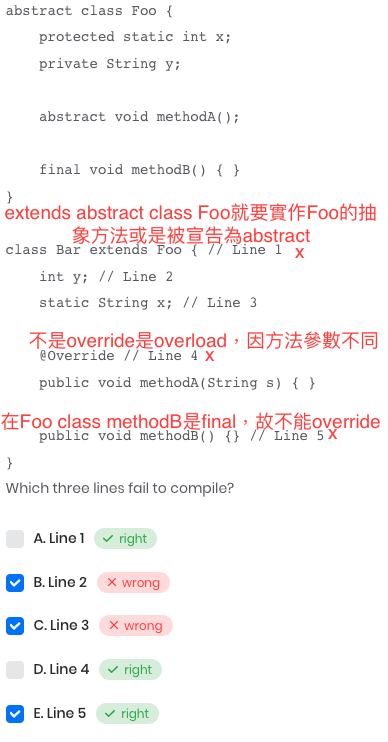 abstract class Foo {
protected static int x;
private String y;
abstract void methodA();
final void methodB() { }
}
extends abstract class Foo就要實作Foo的抽
象方法或是被宣告為abstract
class Bar extends Foo { // Line 1 x
int y; // Line 2
static String x; // Line 3
不是override是overload，因方法參數不同
@Override // Line 4 x
public void methodA(String s) { }
在Foo class methodB是final，故不能override
public void methodB() {} // Line 5 x
}
Which three lines fail to compile?
A. Line 1 right
B. Line 2 wrong
C. Line 3 wrong
D. Line 4 right
E. Line 5 right